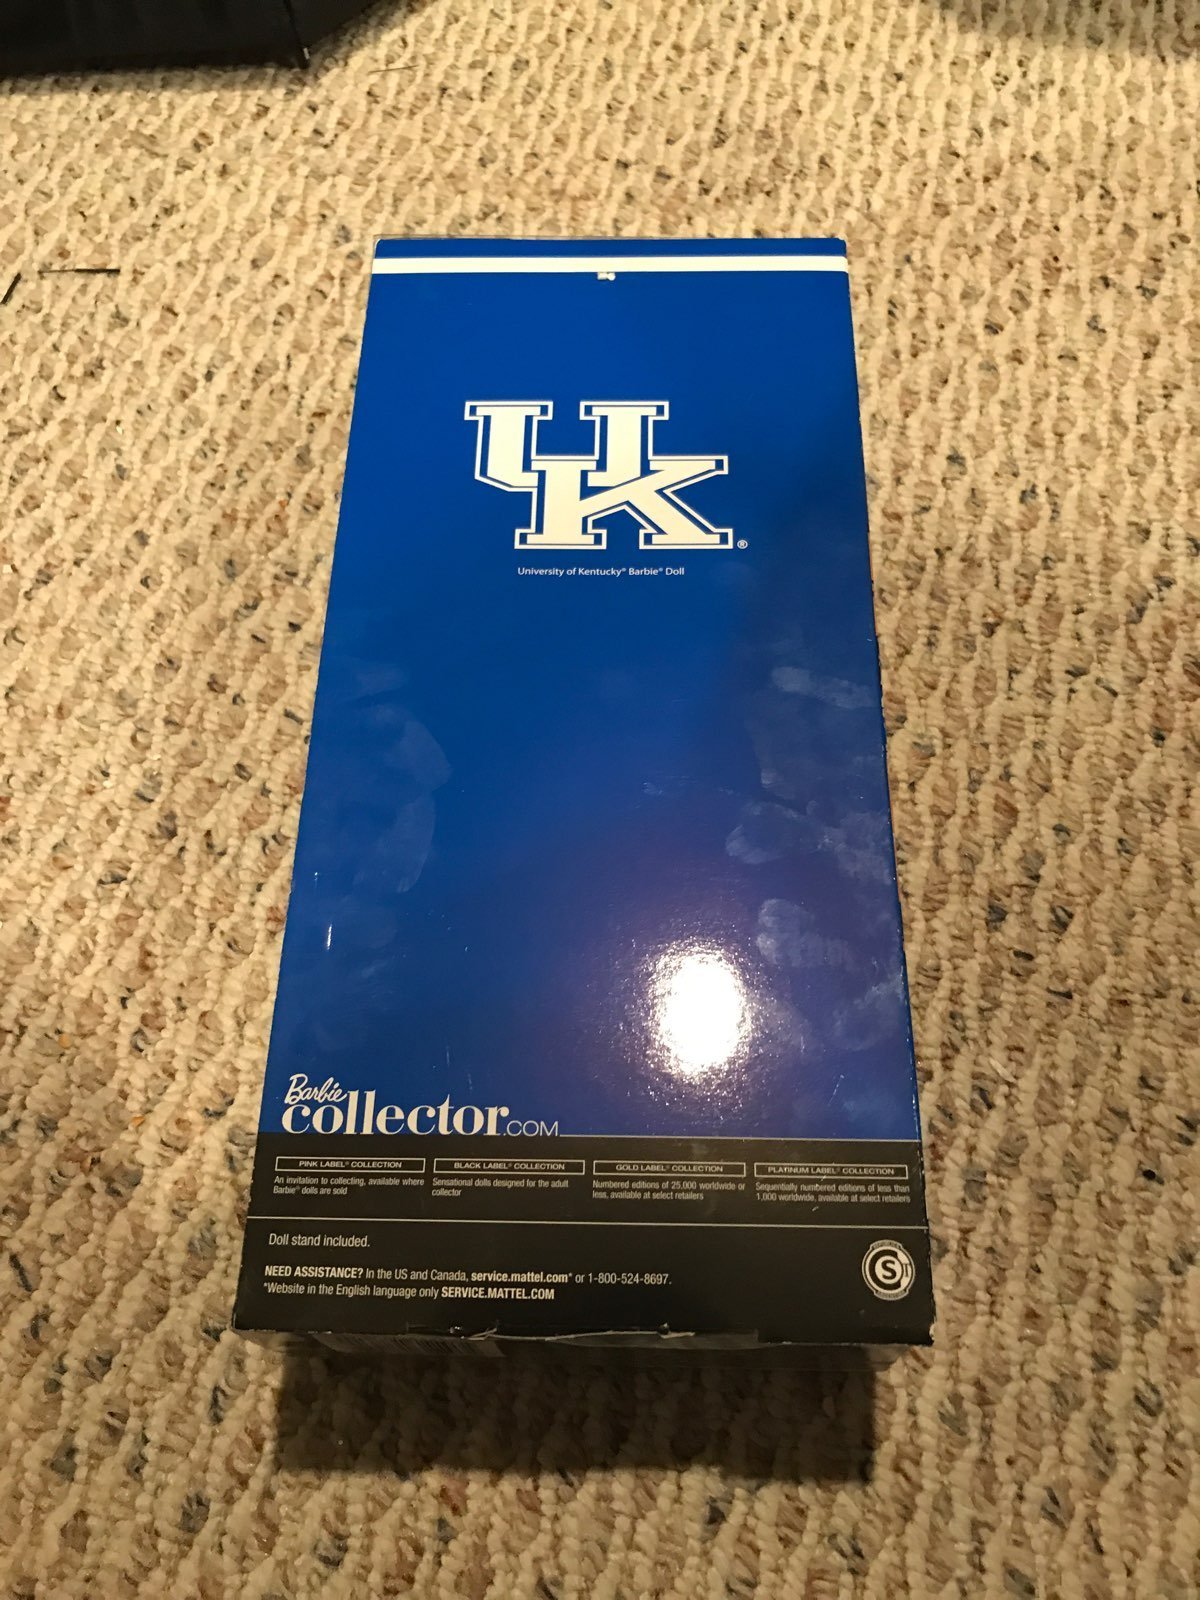 UK®
University of Kentucky® Barbie® Doll
Barbie
collector.COM
PINK LABEL® COLLECTION
An invitation to collecting, available where
Barbie® dolls are sold
BLACK LABEL® COLLECTION
Sensational dolls designed for the adult
collector
GOLD LABEL® COLLECTION
Numbered editions of 25,000 worldwide or
less, available at select retailers
PLATINUM LABEL® COLLECTION
Sequentially numbered editions of less than
1,000 worldwide, available at select retailers
Doll stand included.
NEED ASSISTANCE? In the US and Canada, service.mattel.com* or 1-800-524-8697.
*Website in the English language only SERVICE.MATTEL.COM
S